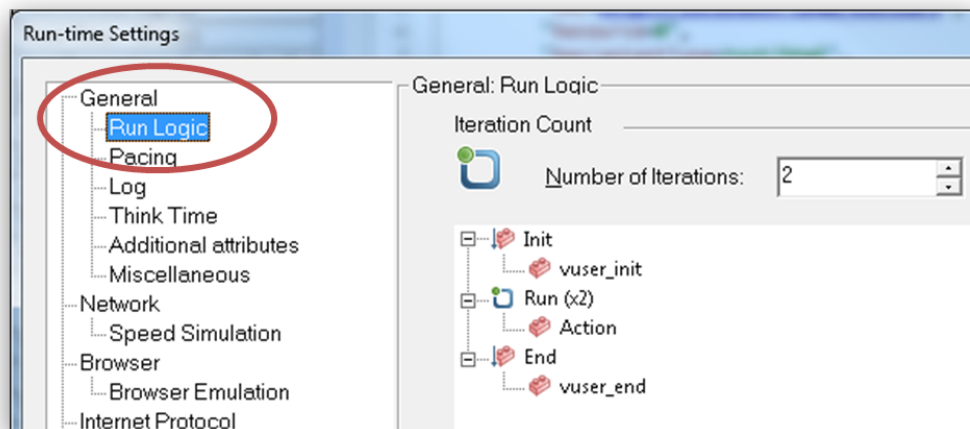 Run-time Settings
General
Run Logic
Pacing
Log
Think Time
Additional attributes
Miscellaneous
Network
Speed Simulation
Browser
Browser Emulation
Internet Protocol
General: Run Logic
Iteration Count
Number of Iterations: 2
Init
vuser_init
Run (x2)
Action
End
vuser_end